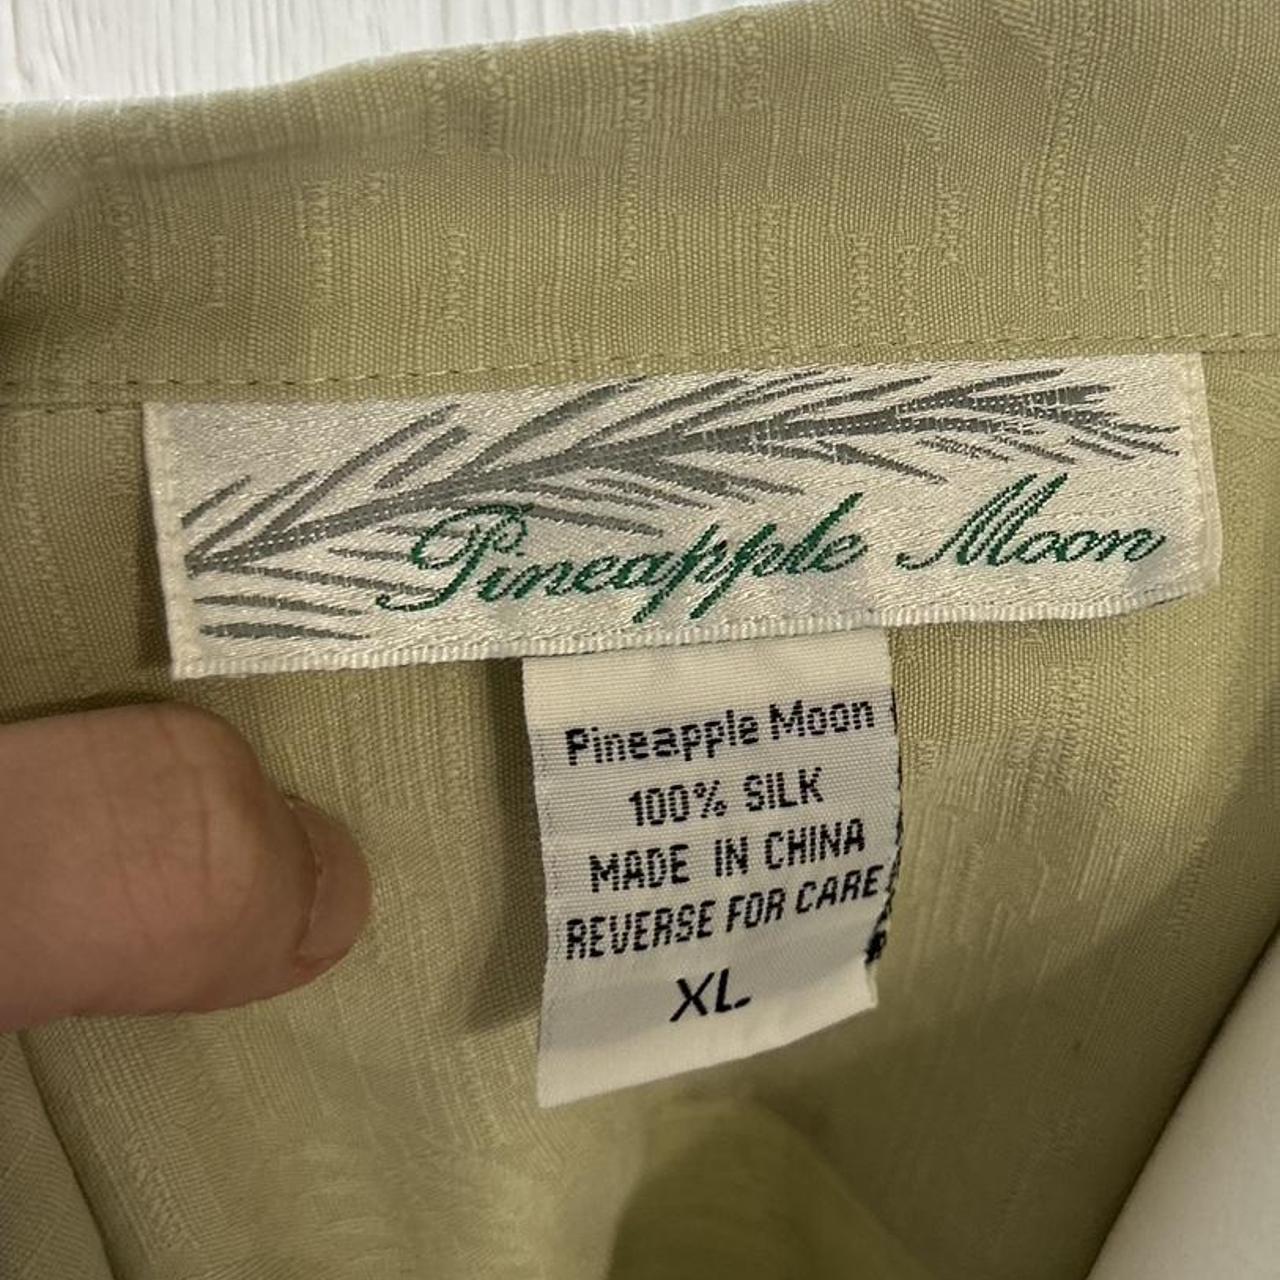 Pineapple Moon
Pineapple Moon
100% SILK
MADE IN CHINA
REVERSE FOR CARE
XL